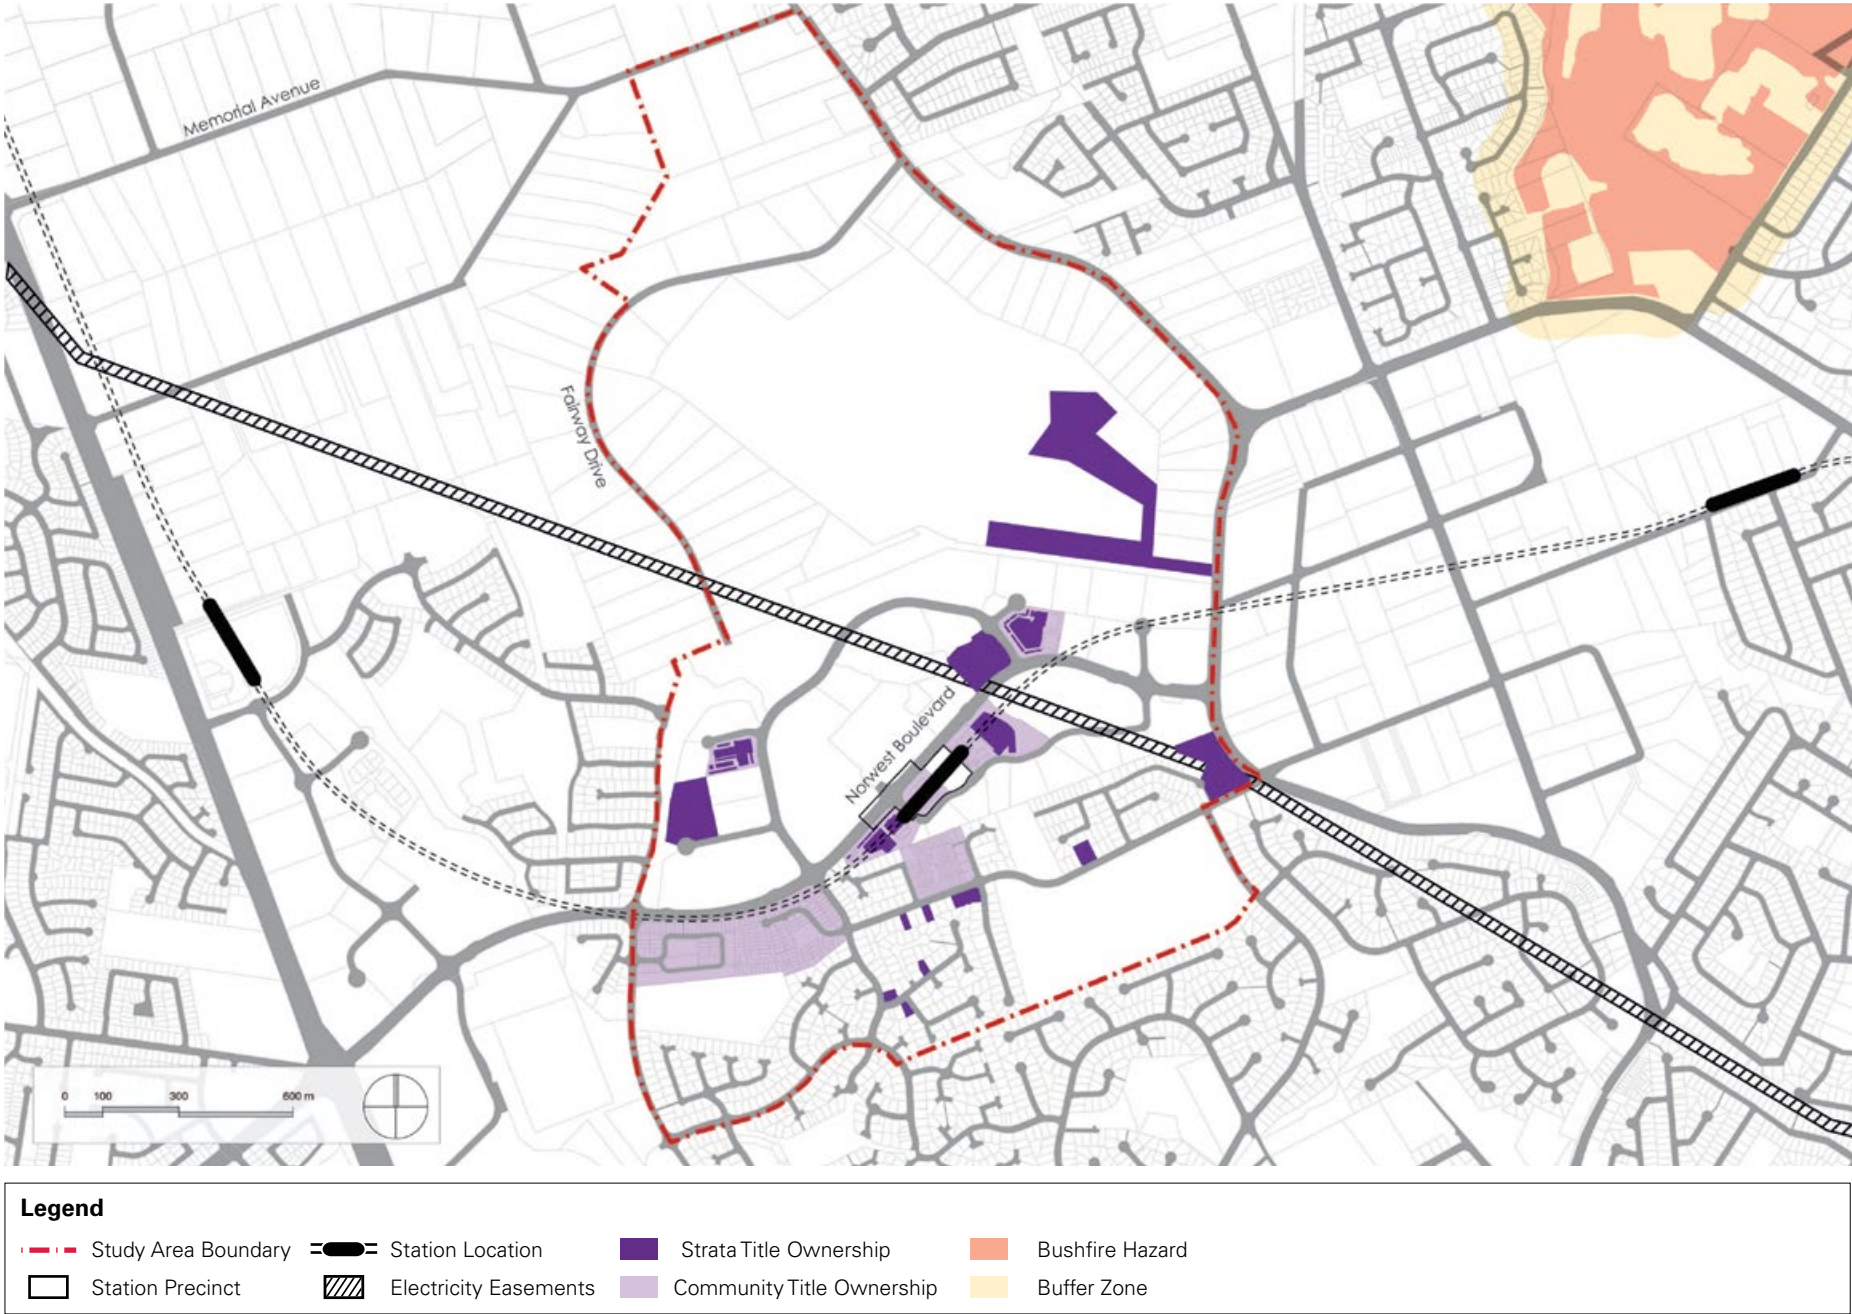 Memorial Avenue
Fairway Drive
Norwest Boulevard
0 100 300 600 m
Legend
Study Area Boundary Station Location Strata Title Ownership Bushfire Hazard
Station Precinct Electricity Easements Community Title Ownership Buffer Zone